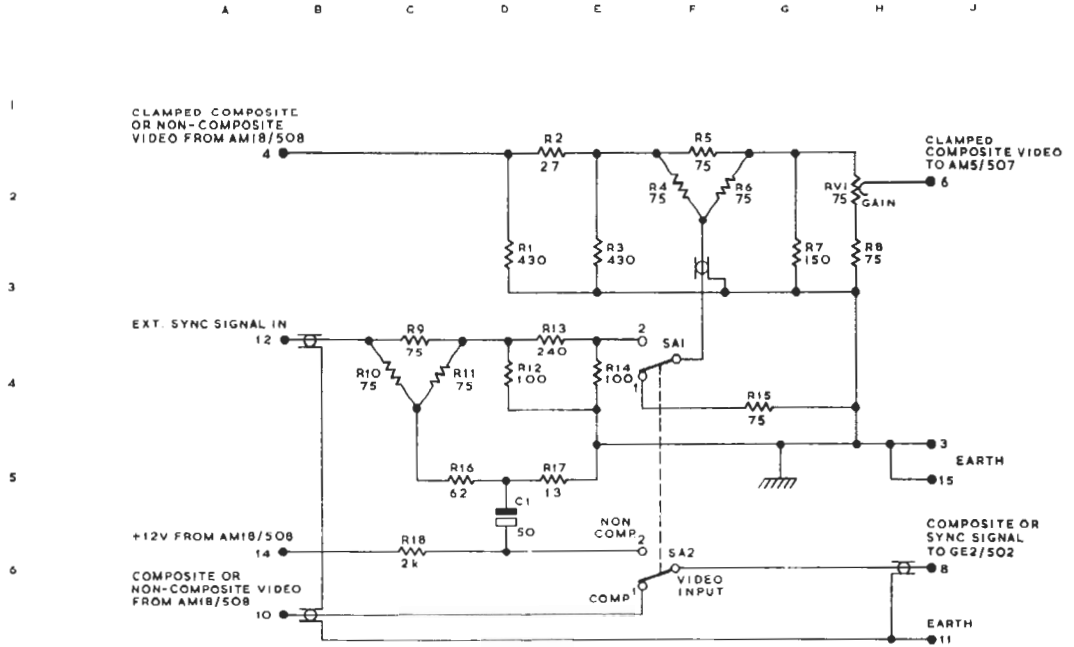 A B C D E F G H J
1
CLAMPED COMPOSITE
OR NON-COMPOSITE
VIDEO FROM AM18/508
4
R2
27
R5
75
CLAMPED
COMPOSITE VIDEO
TO AM5/507
6
2
R4
75
R6
75
RV1
75
GAIN
R1
430
R3
430
R7
150
R8
75
3
EXT. SYNC SIGNAL IN
12
R9
75
R13
240
2
SA1
R10
75
R11
75
R12
100
R14
100
1
4
R15
75
3
EARTH
15
5
R16
62
R17
13
C1
50
NON
COMP
2
+12V FROM AM18/508
14
R18
2k
SA2
COMPOSITE OR
SYNC SIGNAL
TO GE2/502
8
6
COMPOSITE OR
NON-COMPOSITE VIDEO
FROM AM18/508
10
COMP
1
VIDEO
INPUT
EARTH
11